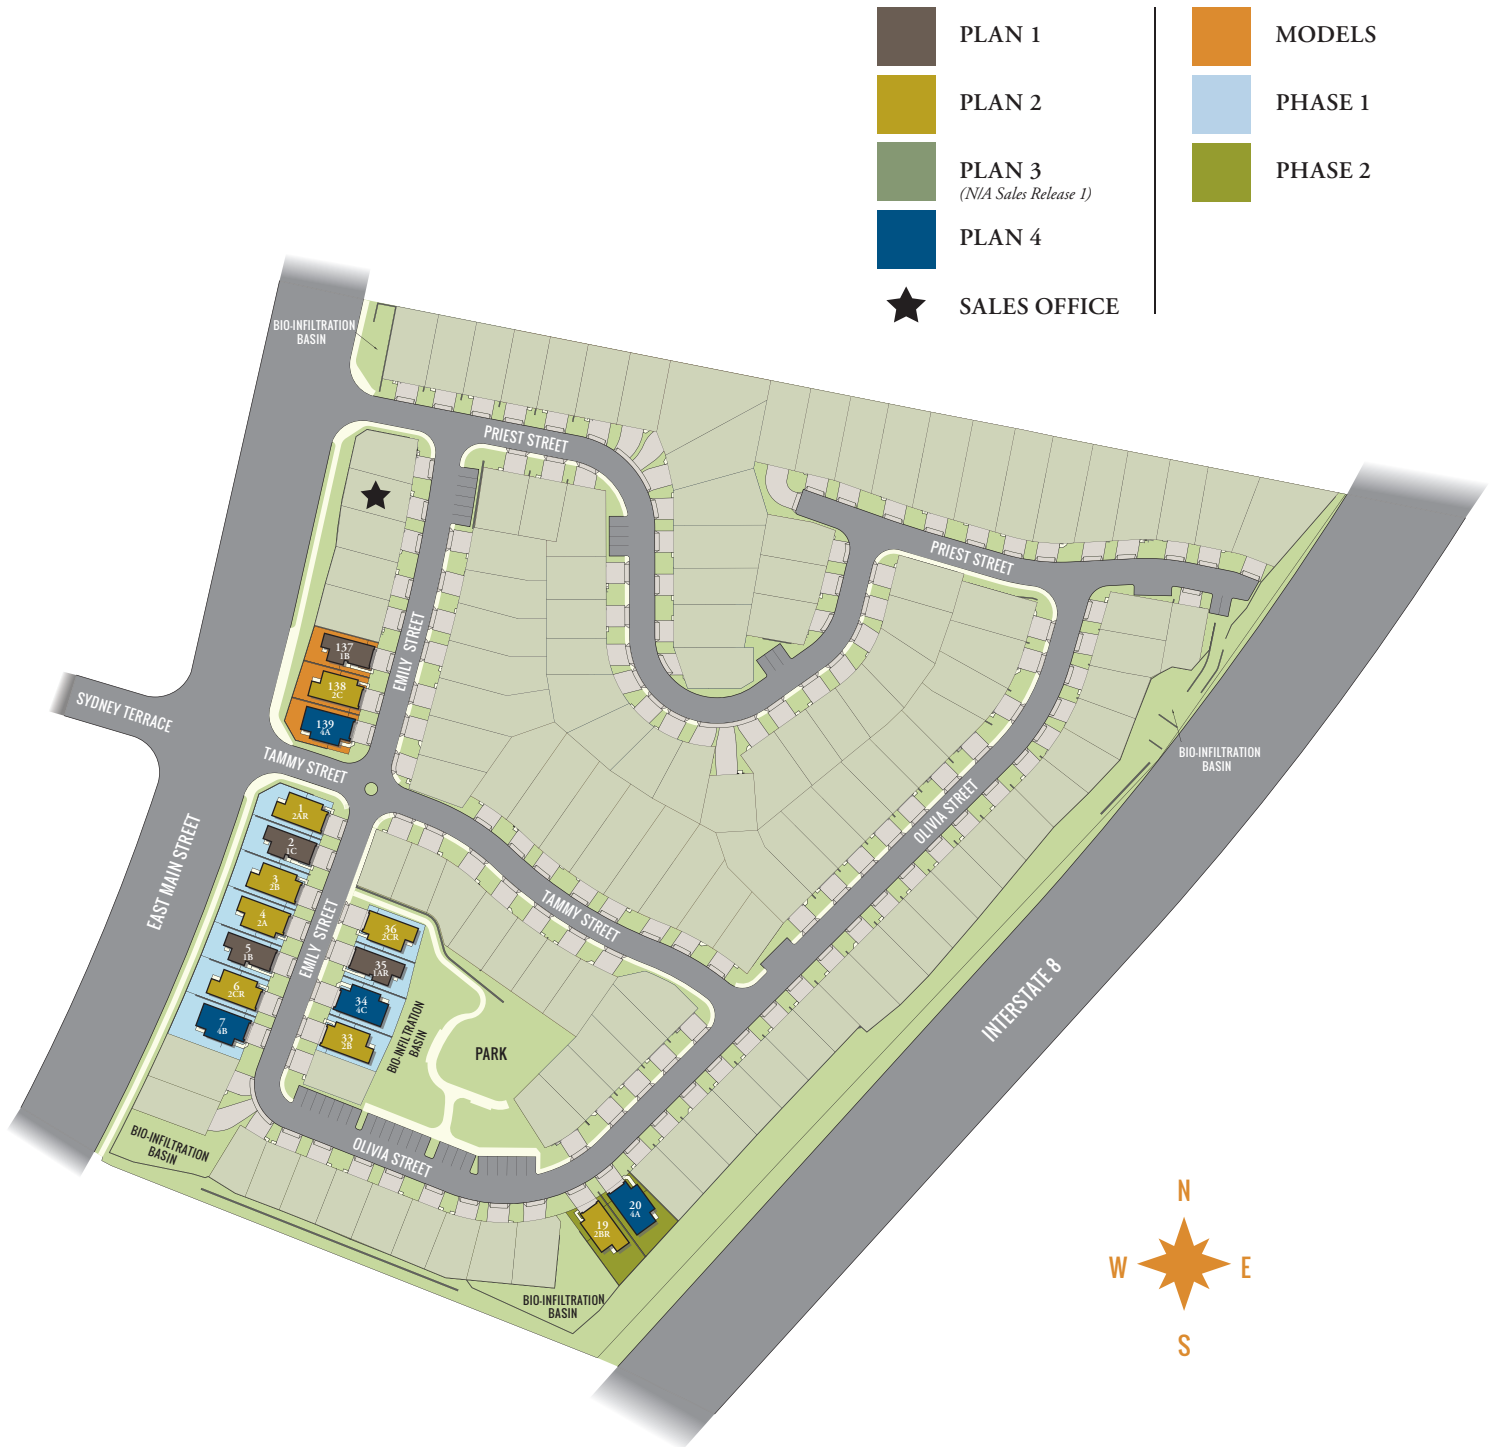 PLAN 1
PLAN 2
PLAN 3
(N/A Sales Release 1)
PLAN 4
SALES OFFICE
MODELS
PHASE 1
PHASE 2
BIO-INFILTRATION
BASIN
PRIEST STREET
PRIEST STREET
EMILY STREET
137
1B
138
2C
139
4A
SYDNEY TERRACE
TAMMY STREET
BIO-INFILTRATION
BASIN
OLIVIA STREET
EAST MAIN STREET
1
2AR
2
1C
3
2B
4
2A
5
1B
6
2CR
7
4B
EMILY STREET
36
2CR
35
1AR
34
4C
33
2B
TAMMY STREET
BIO-INFILTRATION
BASIN
PARK
INTERSTATE 8
BIO-INFILTRATION
BASIN
OLIVIA STREET
20
4A
19
2BR
BIO-INFILTRATION
BASIN
N
W
E
S